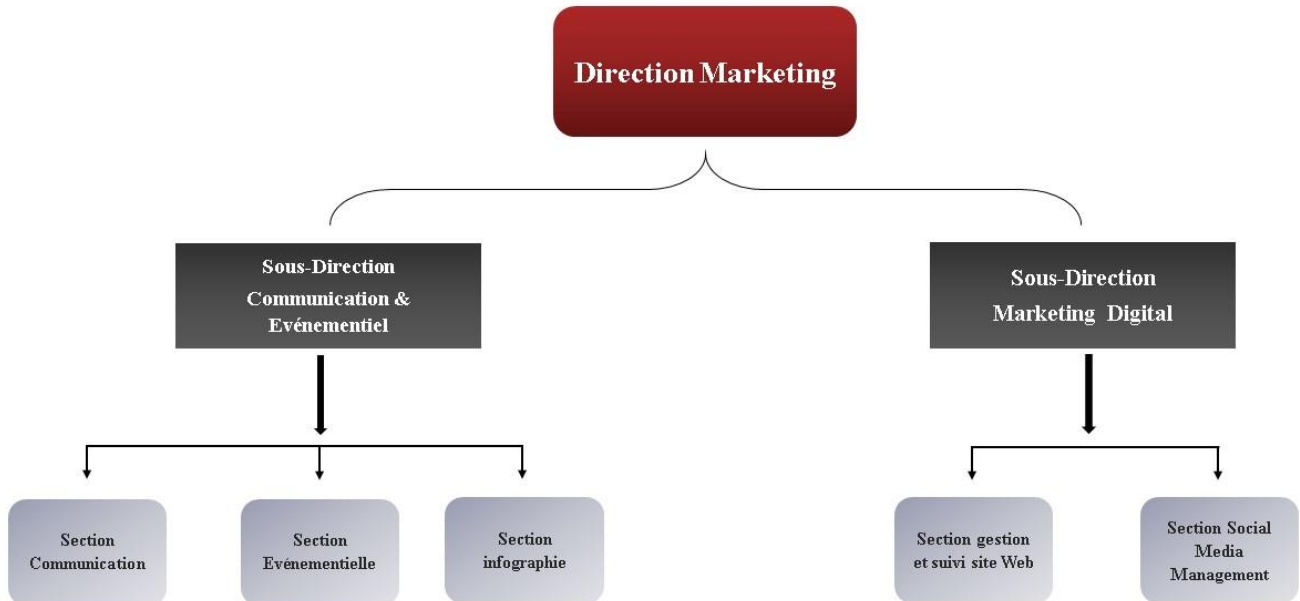 Direction Marketing
Sous-Direction
Communication &
Evénementiel
Sous-Direction
Marketing Digital
Section
Communication
Section
Evénementielle
Section
infographie
Section gestion
et suivi site Web
Section Social
Media
Management